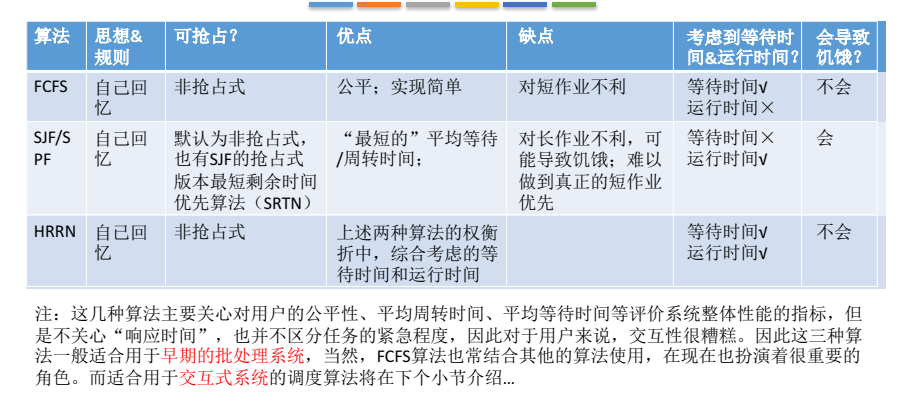 算法 思想& 可抢占? 优点 缺点 考虑到等待时 会导致
规则 间&运行时间? 饥饿?
FCFS 自己回 非抢占式 公平；实现简单 对短作业不利 等待时间√ 不会
忆 运行时间×
SJF/S 自己回 默认为非抢占式， “最短的”平均等待 对长作业不利，可 等待时间× 会
PF 忆 也有SJF的抢占式 /周转时间； 能导致饥饿；难以 运行时间√
版本最短剩余时间 做到真正的短作业
优先算法（SRTN） 优先
HRRN 自己回 非抢占式 上述两种算法的权衡 等待时间√ 不会
忆 折中，综合考虑的等 运行时间√
待时间和运行时间
注：这几种算法主要关心对用户的公平性、平均周转时间、平均等待时间等评价系统整体性能的指标，但
是不关心“响应时间”，也并不区分任务的紧急程度，因此对于用户来说，交互性很糟糕。因此这三种算
法一般适合用于早期的批处理系统，当然，FCFS算法也常结合其他的算法使用，在现在也扮演着很重要的
角色。而适合用于交互式系统的调度算法将在下个小节介绍...